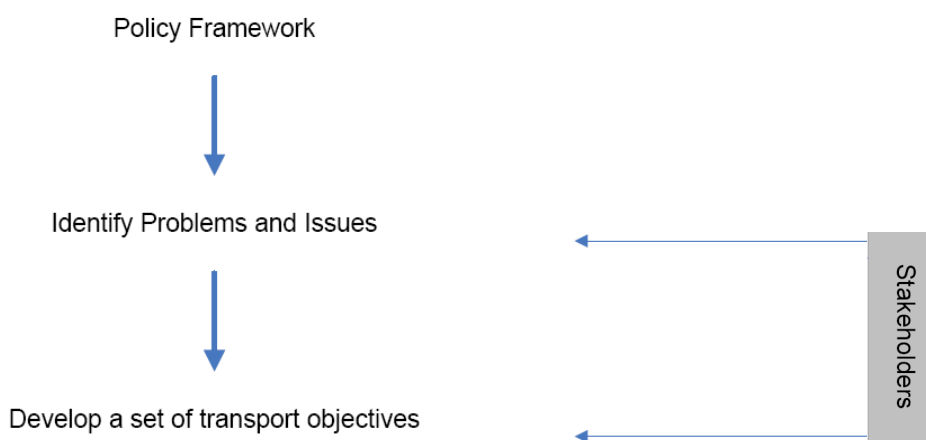 Policy Framework
Identify Problems and Issues
Stakeholders
Develop a set of transport objectives